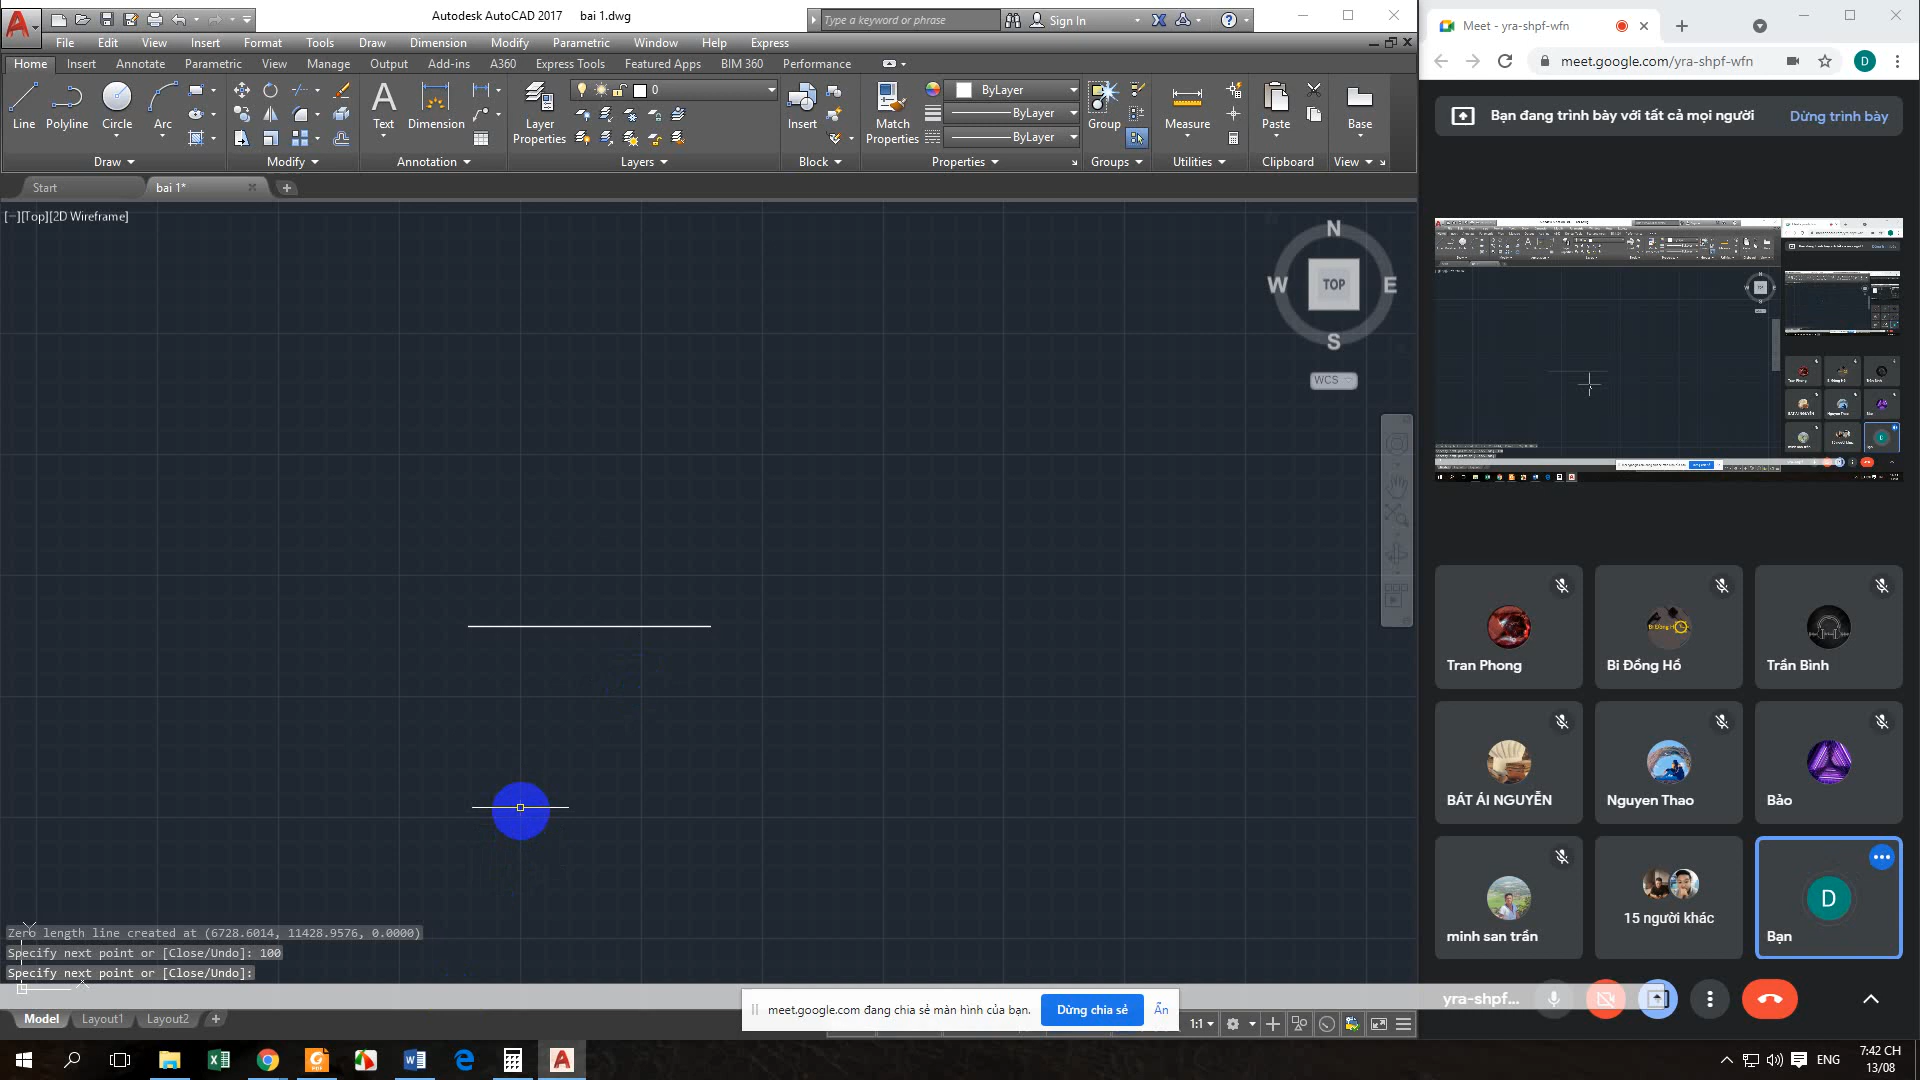 Autodesk AutoCAD 2017 bai 1.dwg
Type a keyword or phrase
Sign In
File Edit View Insert Format Tools Draw Dimension Modify Parametric Window Help Express
Home Insert Annotate Parametric View Manage Output Add-ins A360 Express Tools Featured Apps BIM 360 Performance
Line Polyline Circle Arc
Text Dimension
Layer Properties
0
Insert
Match Properties
ByLayer
ByLayer
ByLayer
Group
Measure
Paste
Base
Draw Modify Annotation Layers Block Properties Groups Utilities Clipboard View
Start bai 1*
[−][Top][2D Wireframe]
N
W TOP E
S
WCS
Zero length line created at (6728.6014, 11428.9576, 0.0000)
Specify next point or [Close/Undo]: 100
Specify next point or [Close/Undo]:
Model Layout1 Layout2
1:1
meet.google.com đang chia sẻ màn hình của bạn. Dừng chia sẻ Ẩn
Meet - yra-shpf-wfn
meet.google.com/yra-shpf-wfn
D
Bạn đang trình bày với tất cả mọi người Dừng trình bày
Tran Phong
Bi Đồng Hồ
Trần Bình
BÁT ÁI NGUYỄN
Nguyen Thao
Bảo
minh san trần
15 người khác
D
Bạn
yra-shpf...
ENG
7:42 CH
13/08